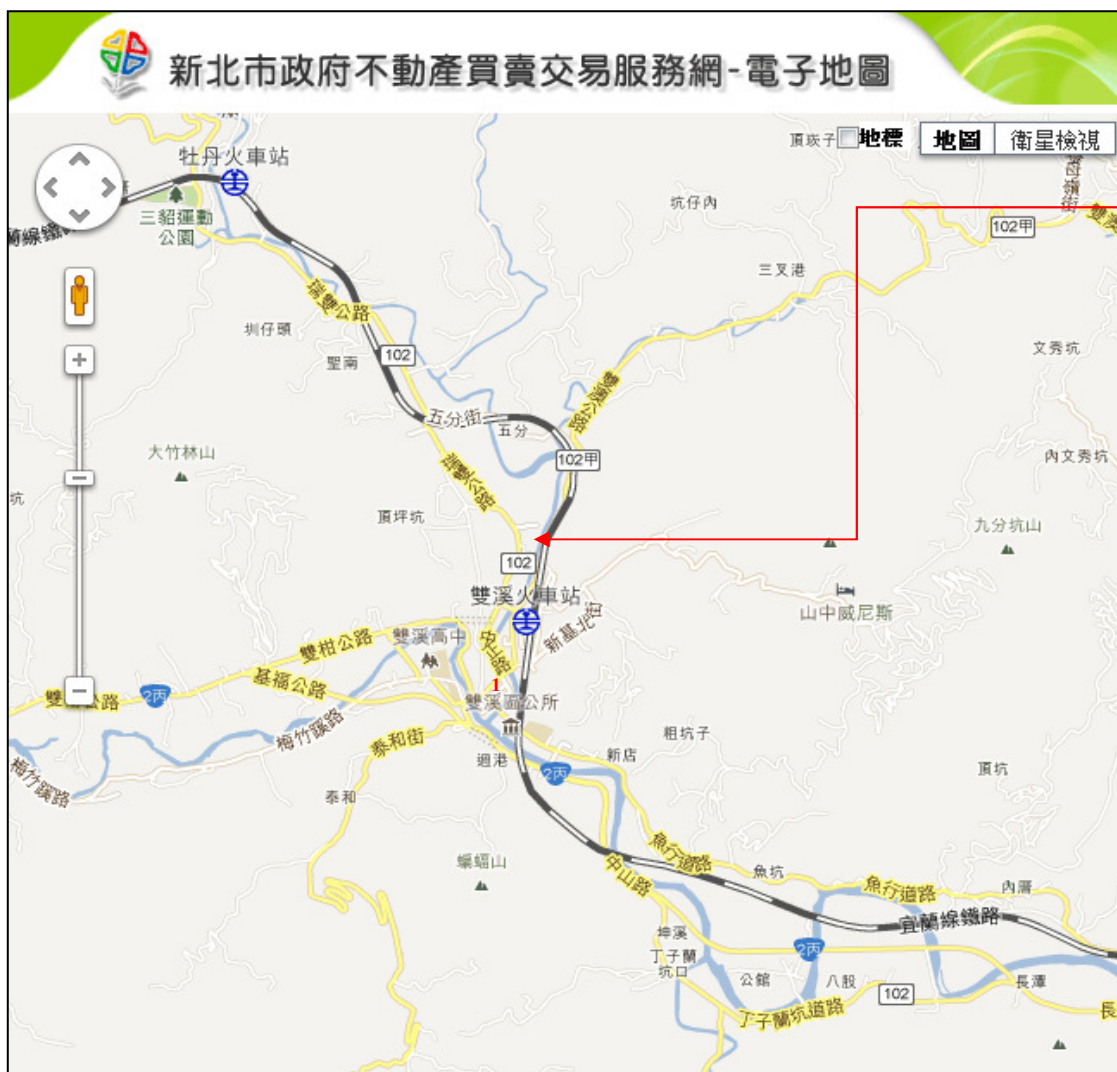 新北市政府不動產買賣交易服務網-電子地圖
頂崁子
地標
地圖
衛星檢視
牡丹火車站
三貂運動
公園
坑仔內
102甲
三叉港
瑞雙公路
圳仔頭
聖南
102
雙溪公路
文秀坑
五分街
五分
大竹林山
102甲
內文秀坑
瑞雙公路
坑
頂坪坑
九分坑山
102
雙溪火車站
山中威尼斯
新基北街
雙溪高中
中正路
雙柑公路
基福公路
1
2丙
雙溪區公所
梅竹蹊路
泰和街
迴港
新店
粗坑子
2丙
頂坑
梅竹蹊路
泰和
魚行道路
蝙蝠山
中山路
魚坑
魚行道路
內厝
宜蘭線鐵路
坤溪
丁子蘭
坑口
2丙
公館
八股
102
長潭
丁子蘭坑道路
長